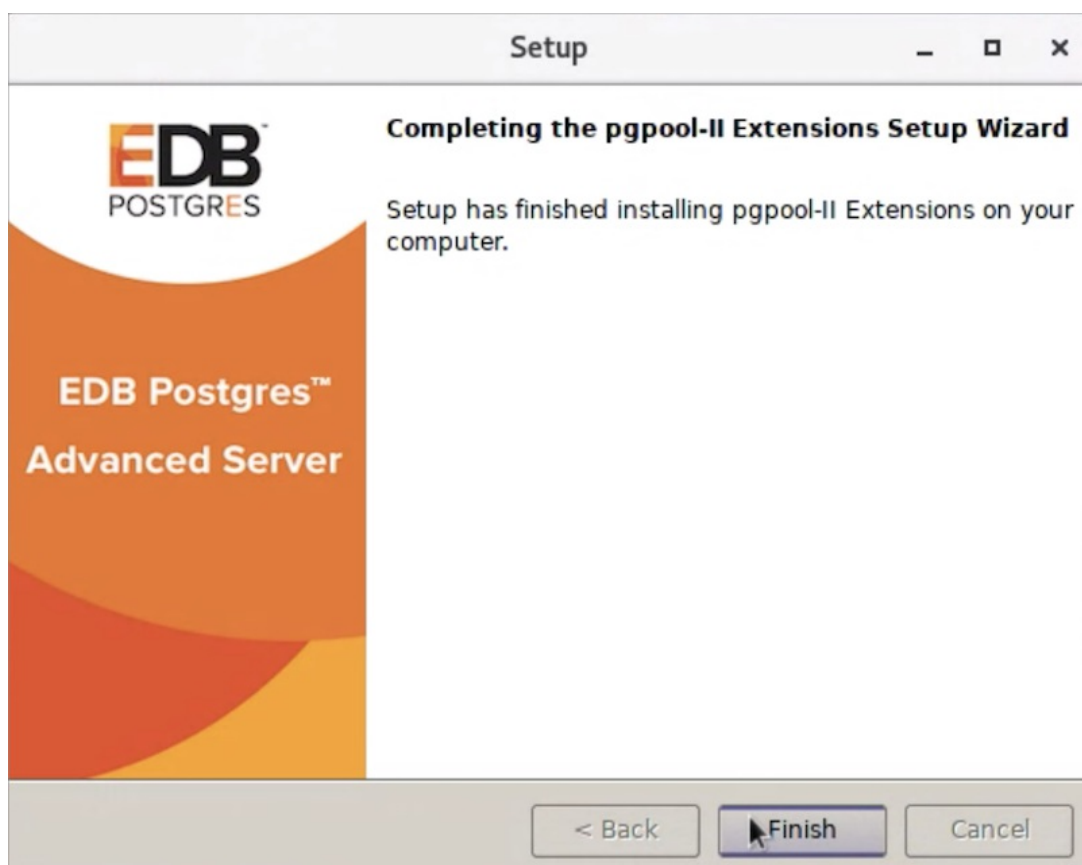 Setup
EDB™
POSTGRES
EDB Postgres™
Advanced Server
Completing the pgpool-II Extensions Setup Wizard
Setup has finished installing pgpool-II Extensions on your
computer.
< Back
Finish
Cancel